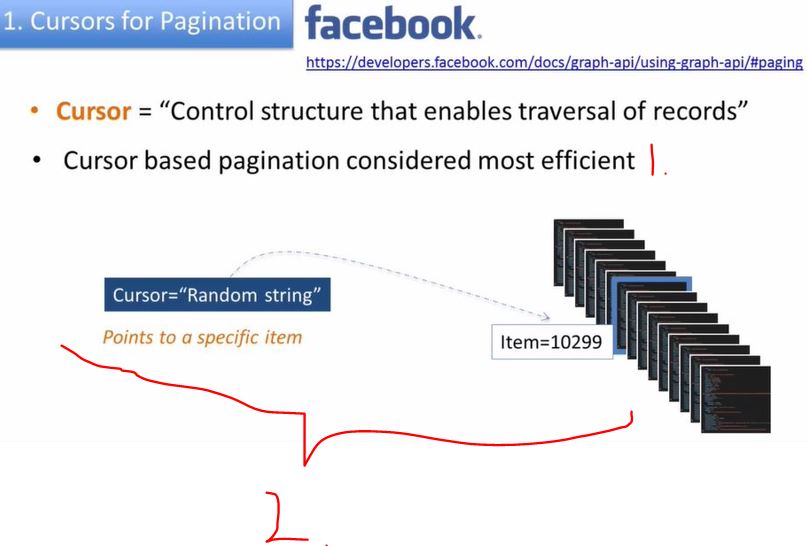 1. Cursors for Pagination
facebook.
https://developers.facebook.com/docs/graph-api/using-graph-api/#paging
• Cursor = “Control structure that enables traversal of records”
• Cursor based pagination considered most efficient 1.
Cursor=“Random string”
Points to a specific item
Item=10299
2.